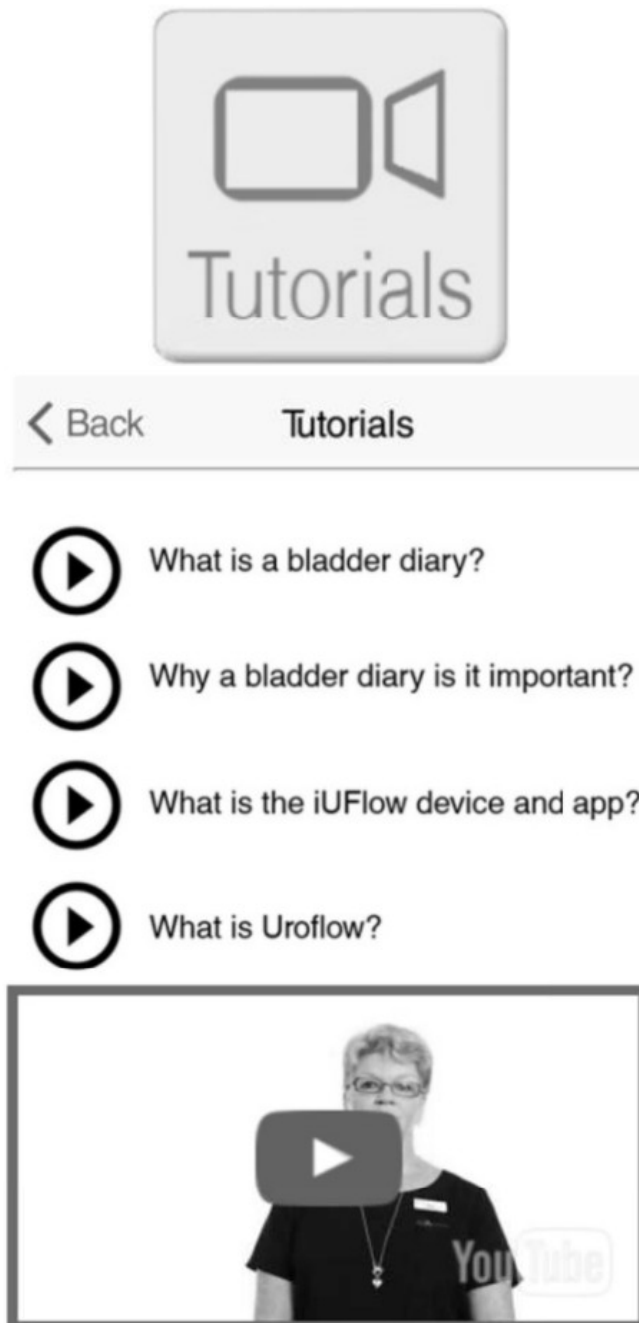 Tutorials
Back
Tutorials
What is a bladder diary?
Why a bladder diary is it important?
What is the iUFlow device and app?
What is Uroflow?
YouTube